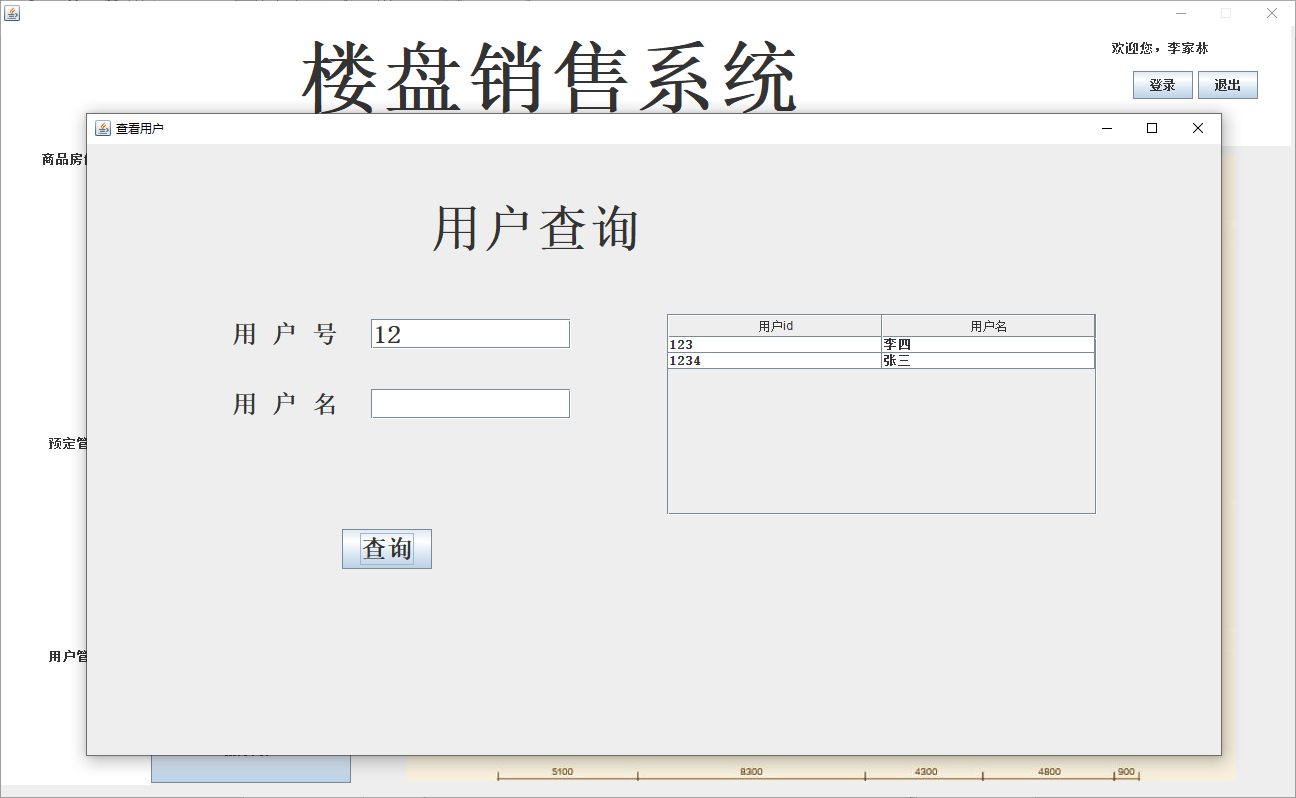 楼盘销售系统
欢迎您，李家林
登录 退出
查看用户
商品房
用户查询
用 户 号 12
用户id 用户名
123 李四
1234 张三
用 户 名
预定管
查询
用户管
5100 8300 4300 4800 900